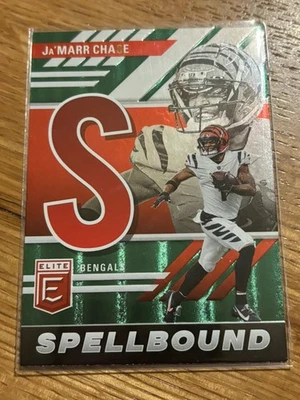 JA'MARR CHASE
S
ELITE
E
BENGALS
SPELLBOUND